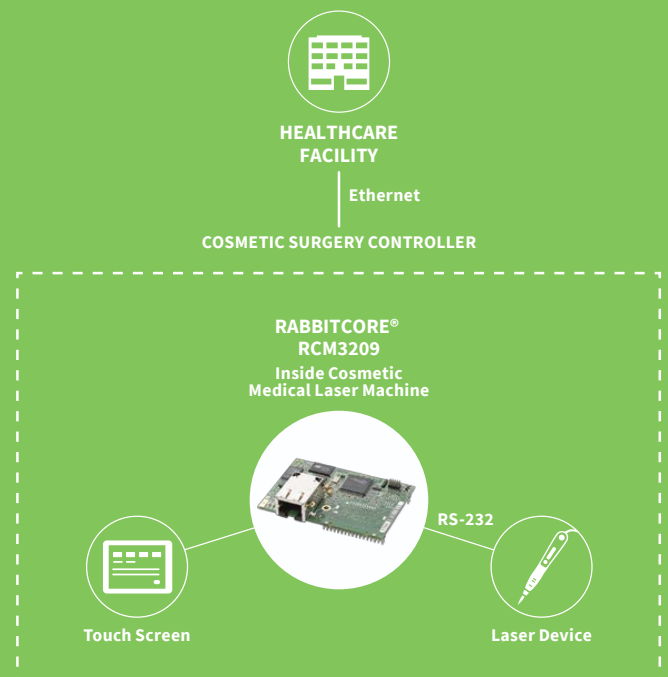 HEALTHCARE
FACILITY
Ethernet
COSMETIC SURGERY CONTROLLER
RABBITCORE®
RCM3209
Inside Cosmetic
Medical Laser Machine
RS-232
Touch Screen
Laser Device